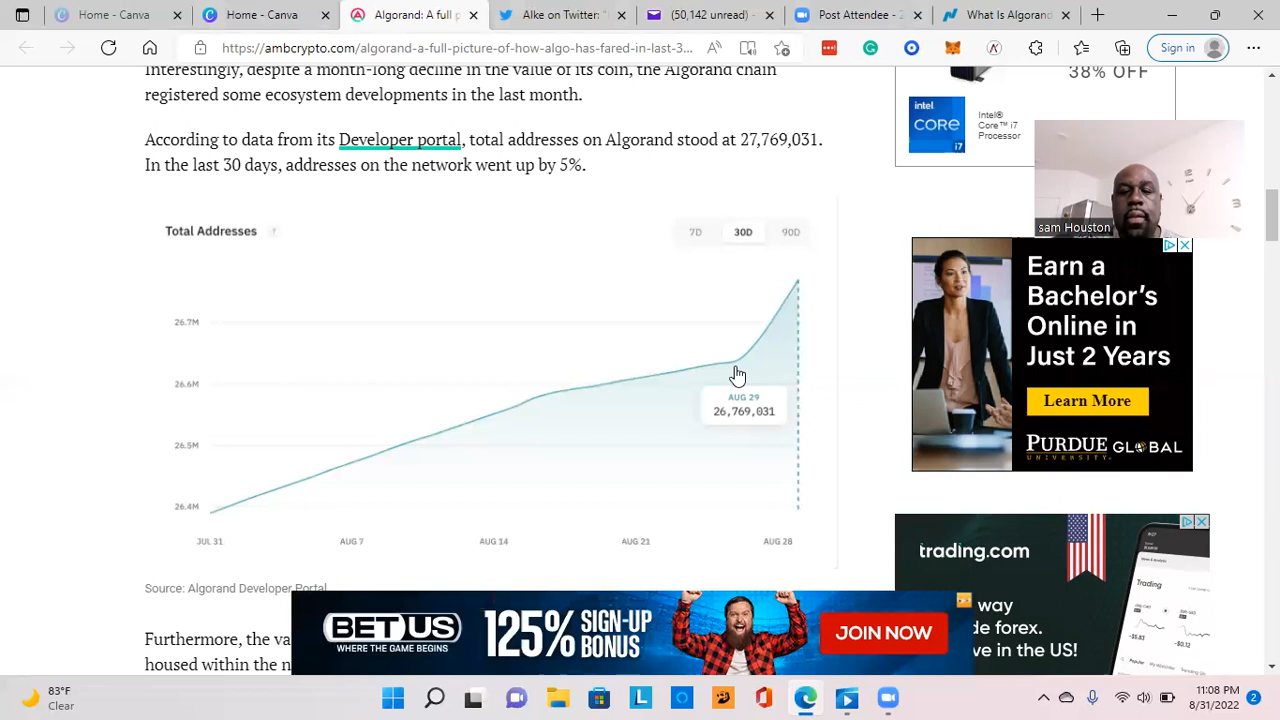 Canva
Twitter
(50,142 unread)
Post Attendee
What is Algorand
https://ambcrypto.com/algorand-a-full-picture-of-how-algo-has-fared-in-last-3...
Sign in
Interestingly, despite a month-long decline in the value of its coin, the Algorand chain
registered some ecosystem developments in the last month.
According to data from its Developer portal, total addresses on Algorand stood at 27,769,031.
In the last 30 days, addresses on the network went up by 5%.
Total Addresses
7D 30D 90D
26.7M
26.6M
26.5M
26.4M
AUG 29
26,769,031
JUL 31 AUG 7 AUG 14 AUG 21 AUG 28
Source: Algorand Developer Portal
Furthermore, the va
housed within the n
BETUS
WHERE THE GAME BEGINS
125% SIGN-UP
BONUS
JOIN NOW
38% OFF
intel
CORE
i7
Intel®
Core™ i7
Processor
sam Houston
Earn a
Bachelor's
Online in
Just 2 Years
Learn More
PURDUE GLOBAL
UNIVERSITY
trading.com
way
de forex.
ve in the US!
Trading
-$5.83
-$0.12
Popular
83°F
Clear
11:08 PM
8/31/2022
2